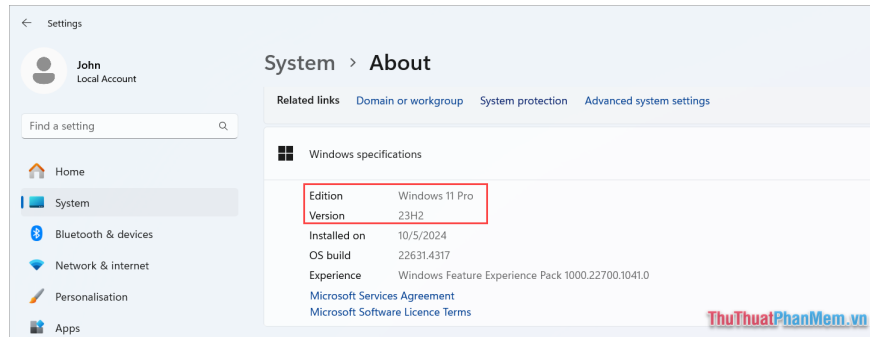 Settings
John
Local Account
Find a setting
Home
System
Bluetooth & devices
Network & internet
Personalisation
Apps
System > About
Related links Domain or workgroup System protection Advanced system settings
Windows specifications
Edition Windows 11 Pro
Version 23H2
Installed on 10/5/2024
OS build 22631.4317
Experience Windows Feature Experience Pack 1000.22700.1041.0
Microsoft Services Agreement
Microsoft Software Licence Terms
ThuThuatPhanMem.vn